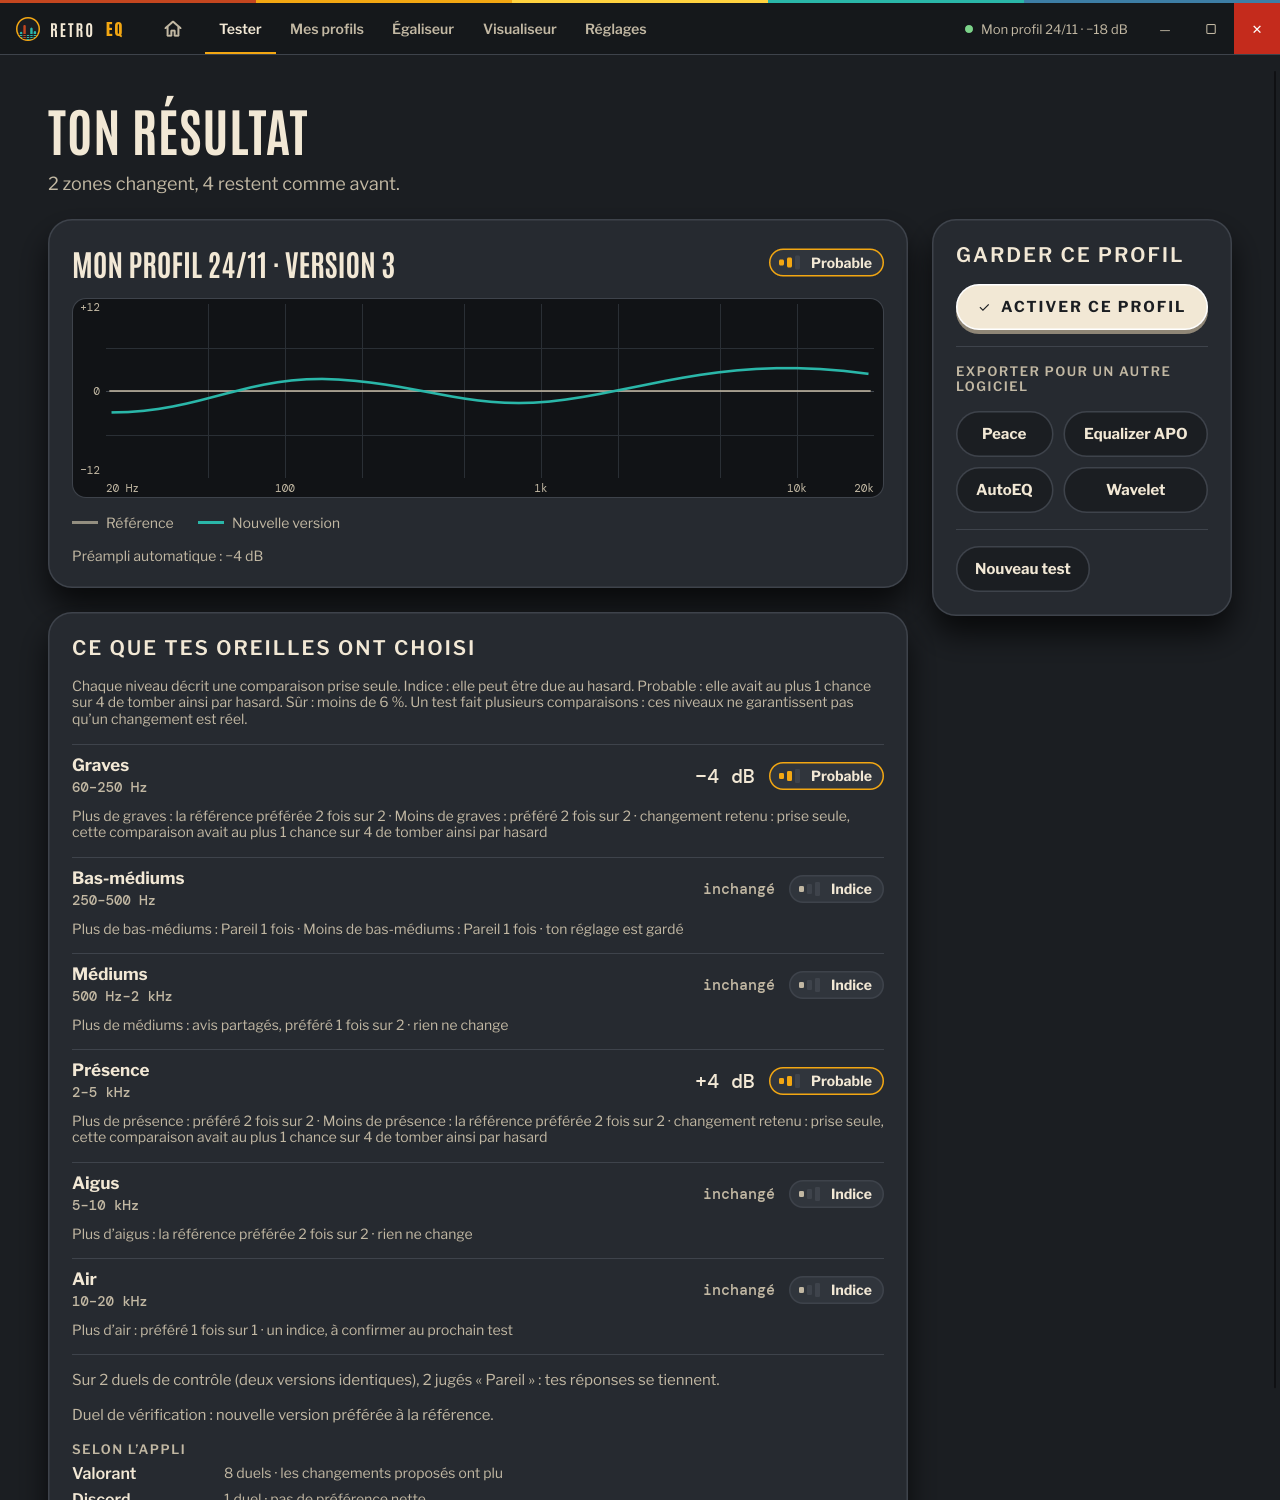 RETRO EQ
Tester
Mes profils
Égaliseur
Visualiseur
Réglages
Mon profil 24/11 · −18 dB
TON RÉSULTAT
2 zones changent, 4 restent comme avant.
MON PROFIL 24/11 · VERSION 3
Probable
+12
0
−12
20 Hz
100
1k
10k
20k
Référence
Nouvelle version
Préampli automatique : −4 dB
GARDER CE PROFIL
✓ ACTIVER CE PROFIL
EXPORTER POUR UN AUTRE
LOGICIEL
Peace
Equalizer APO
AutoEQ
Wavelet
Nouveau test
CE QUE TES OREILLES ONT CHOISI
Chaque niveau décrit une comparaison prise seule. Indice : elle peut être due au hasard. Probable : elle avait au plus 1 chance
sur 4 de tomber ainsi par hasard. Sûr : moins de 6 %. Un test fait plusieurs comparaisons : ces niveaux ne garantissent pas
qu’un changement est réel.
Graves
60–250 Hz
−4 dB
Probable
Plus de graves : la référence préférée 2 fois sur 2 · Moins de graves : préféré 2 fois sur 2 · changement retenu : prise seule,
cette comparaison avait au plus 1 chance sur 4 de tomber ainsi par hasard
Bas-médiums
250–500 Hz
inchangé
Indice
Plus de bas-médiums : Pareil 1 fois · Moins de bas-médiums : Pareil 1 fois · ton réglage est gardé
Médiums
500 Hz–2 kHz
inchangé
Indice
Plus de médiums : avis partagés, préféré 1 fois sur 2 · rien ne change
Présence
2–5 kHz
+4 dB
Probable
Plus de présence : préféré 2 fois sur 2 · Moins de présence : la référence préférée 2 fois sur 2 · changement retenu : prise seule,
cette comparaison avait au plus 1 chance sur 4 de tomber ainsi par hasard
Aigus
5–10 kHz
inchangé
Indice
Plus d’aigus : la référence préférée 2 fois sur 2 · rien ne change
Air
10–20 kHz
inchangé
Indice
Plus d’air : préféré 1 fois sur 1 · un indice, à confirmer au prochain test
Sur 2 duels de contrôle (deux versions identiques), 2 jugés « Pareil » : tes réponses se tiennent.
Duel de vérification : nouvelle version préférée à la référence.
SELON L’APPLI
Valorant
8 duels · les changements proposés ont plu
Discord
1 duel · pas de préférence nette